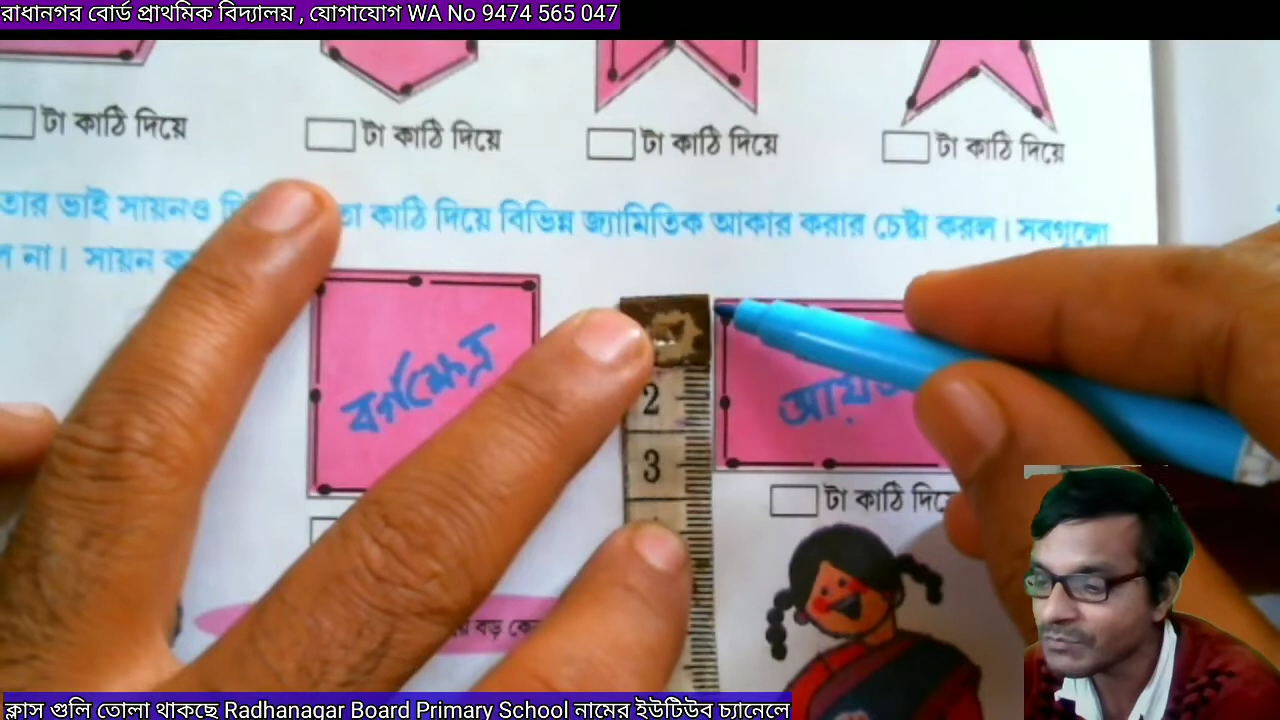 রাধানগর বোর্ড প্রাথমিক বিদ্যালয় , যোগাযোগ WA No 9474 565 047
টা কাঠি দিয়ে
টা কাঠি দিয়ে
টা কাঠি দিয়ে
টা কাঠি দিয়ে
তার ভাই সায়নও কাঠি দিয়ে বিভিন্ন জ্যামিতিক আকার করার চেষ্টা করল। সবগুলো
না। সায়ন
বর্গক্ষেত্র
2
3
টা কাঠি
বড়
ক্লাস গুলি তোলা থাকছে Radhanagar Board Primary School নামের ইউটিউব চ্যানেলে